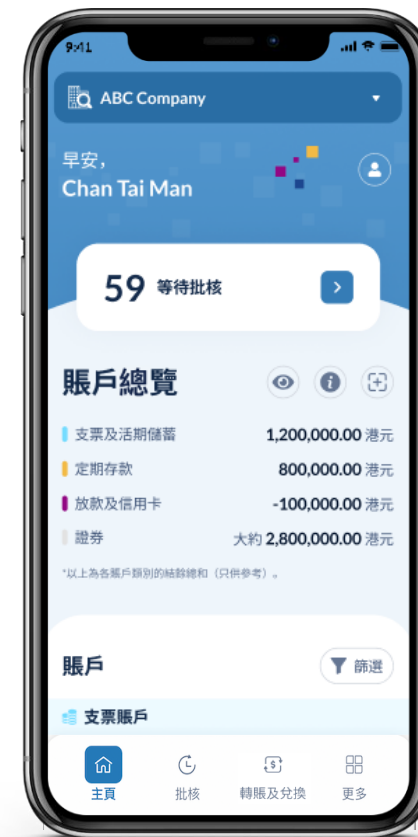 9:41
ABC Company
早安，
Chan Tai Man
59 等待批核
賬戶總覽
支票及活期儲蓄 1,200,000.00 港元
定期存款 800,000.00 港元
放款及信用卡 -100,000.00 港元
證券 大約 2,800,000.00 港元
*以上為各賬戶類別的結餘總和（只供參考）。
賬戶
篩選
支票賬戶
主頁 批核 轉賬及兌換 更多